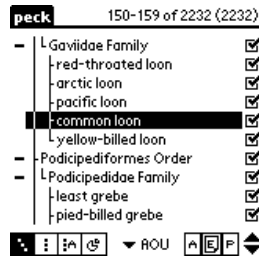 peck 150-159 of 2232 (2232)
Gaviidae Family
red-throated loon
arctic loon
pacific loon
common loon
yellow-billed loon
Podicipediformes Order
Podicipedidae Family
least grebe
pied-billed grebe
A AOU A E P